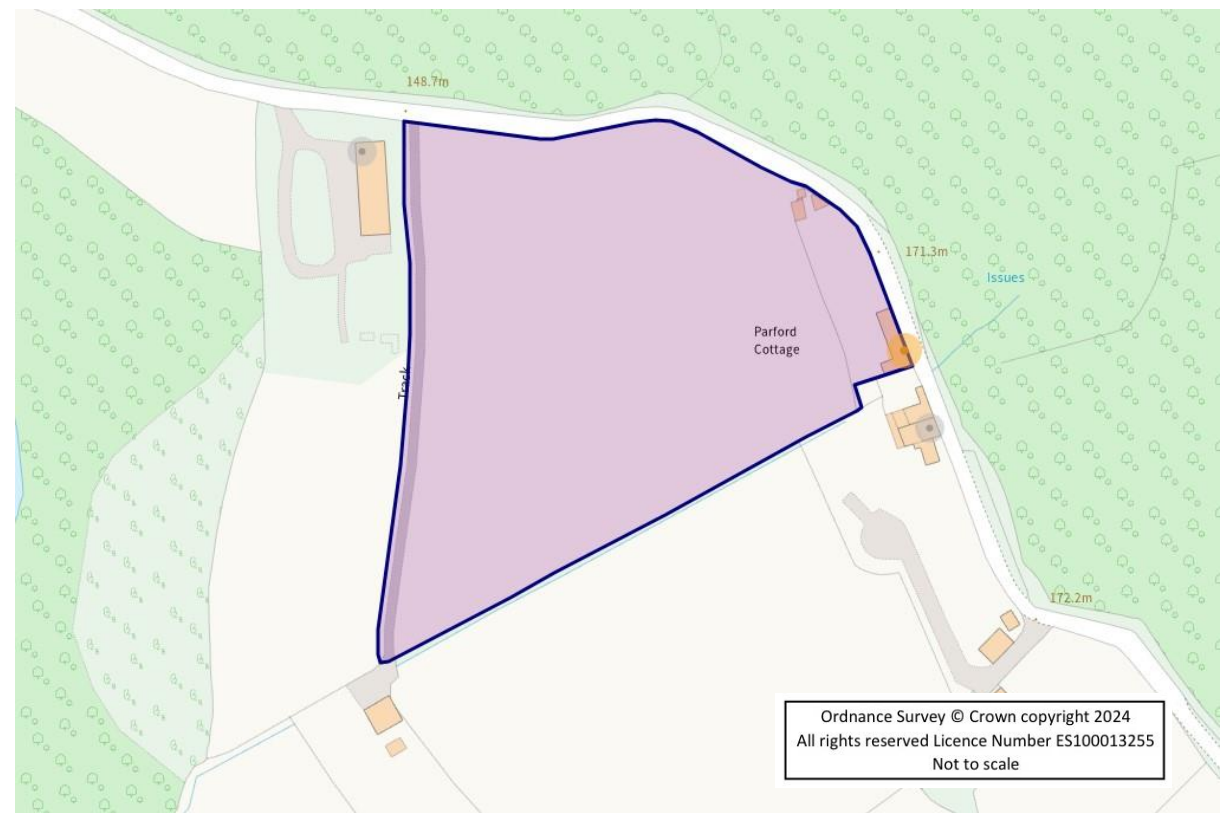 148.7m
171.3m
Issues
Parford
Cottage
Track
172.2m
Ordnance Survey © Crown copyright 2024
All rights reserved Licence Number ES100013255
Not to scale